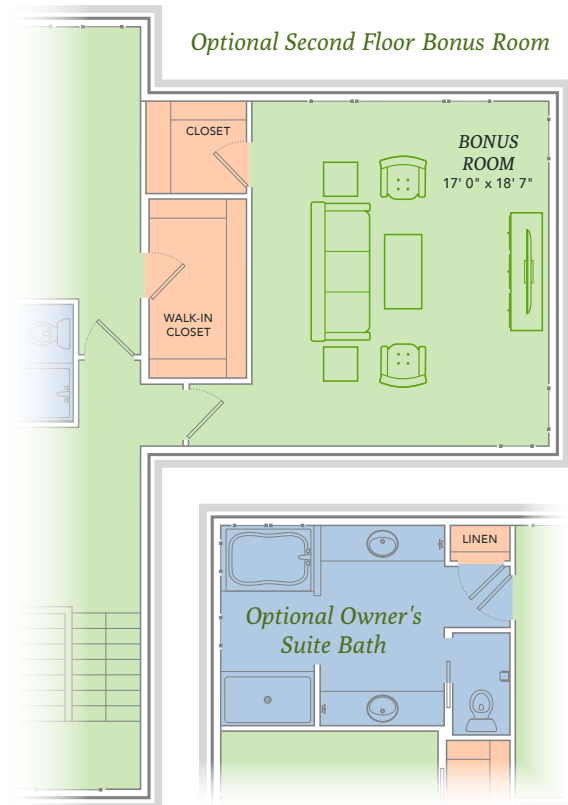 Optional Second Floor Bonus Room
CLOSET
BONUS
ROOM
17' 0" x 18' 7"
WALK-IN
CLOSET
LINEN
Optional Owner's
Suite Bath